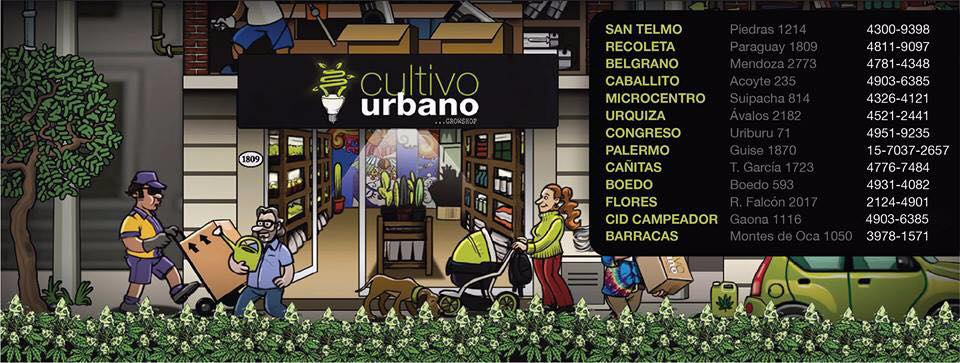 cultivo
urbano
...GROWSHOP
1809
SAN TELMO Piedras 1214 4300-9398
RECOLETA Paraguay 1809 4811-9097
BELGRANO Mendoza 2773 4781-4348
CABALLITO Acoyte 235 4903-6385
MICROCENTRO Suipacha 814 4326-4121
URQUIZA Ávalos 2182 4521-2441
CONGRESO Uriburu 71 4951-9235
PALERMO Guise 1870 15-7037-2657
CAÑITAS T. García 1723 4776-7484
BOEDO Boedo 593 4931-4082
FLORES R. Falcón 2017 2124-4901
CID CAMPEADOR Gaona 1116 4903-6385
BARRACAS Montes de Oca 1050 3978-1571